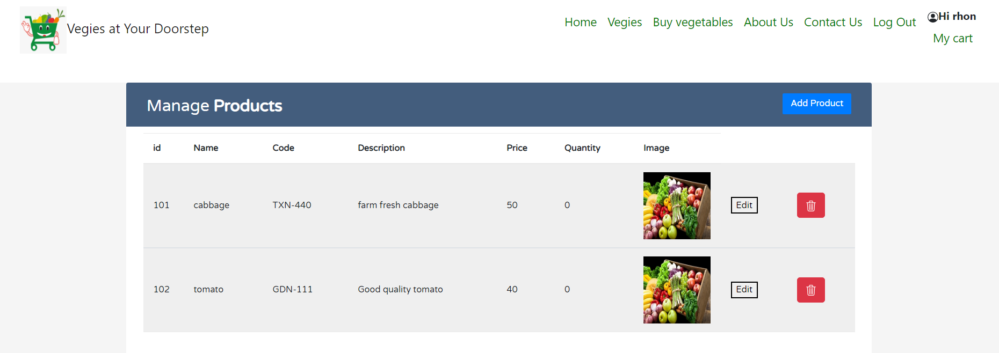 Vegies at Your Doorstep
Home Vegies Buy vegetables About Us Contact Us Log Out Hi rhon
My cart
Manage Products Add Product
id Name Code Description Price Quantity Image
101 cabbage TXN-440 farm fresh cabbage 50 0 Edit
102 tomato GDN-111 Good quality tomato 40 0 Edit